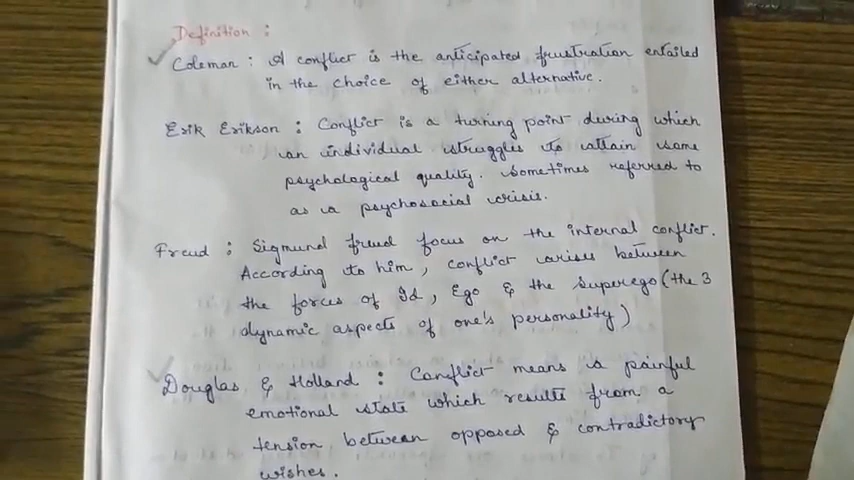 Definition :
Coleman : A conflict is the anticipated frustration entailed
in the choice of either alternative.
Erik Erikson : Conflict is a turning point during which
an individual struggles to attain some
psychological quality. Sometimes referred to
as a psychosocial crisis.
Freud : Sigmund freud focus on the internal conflict.
According to him, conflict arises between
the forces of Id, Ego & the Superego (the 3
dynamic aspects of one's personality)
Douglas & Holland : Conflict means a painful
emotional state which results from a
tension between opposed & contradictory
wishes.